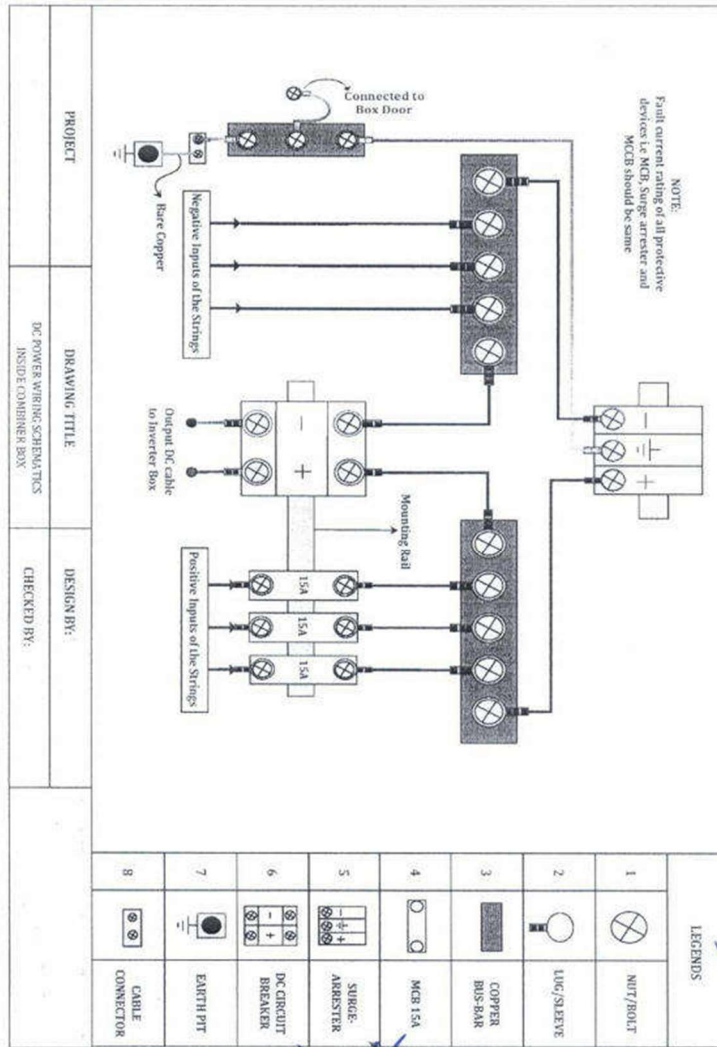 NOTE:
Fault current rating of all protective
devices i.e MCB, Surge arrester and
MCCB should be same
Connected to
Box Door
Bare Copper
Negative Inputs of the Strings
Output DC cable
to Inverter Box
Mounting Rail
Positive Inputs of the Strings
15A
15A
15A
-
+
-
+
LEGENDS
1
NUT/BOLT
2
LUG/SLEEVE
3
COPPER
BUS-BAR
4
MCB 15A
5
- +
SURGE-
ARRESTER
6
- +
DC CIRCUIT
BREAKER
7
EARTH PIT
8
CABLE
CONNECTOR
PROJECT
DRAWING TITLE
DC POWER WIRING SCHEMATICS
INSIDE COMBINER BOX
DESIGN BY:
CHECKED BY: